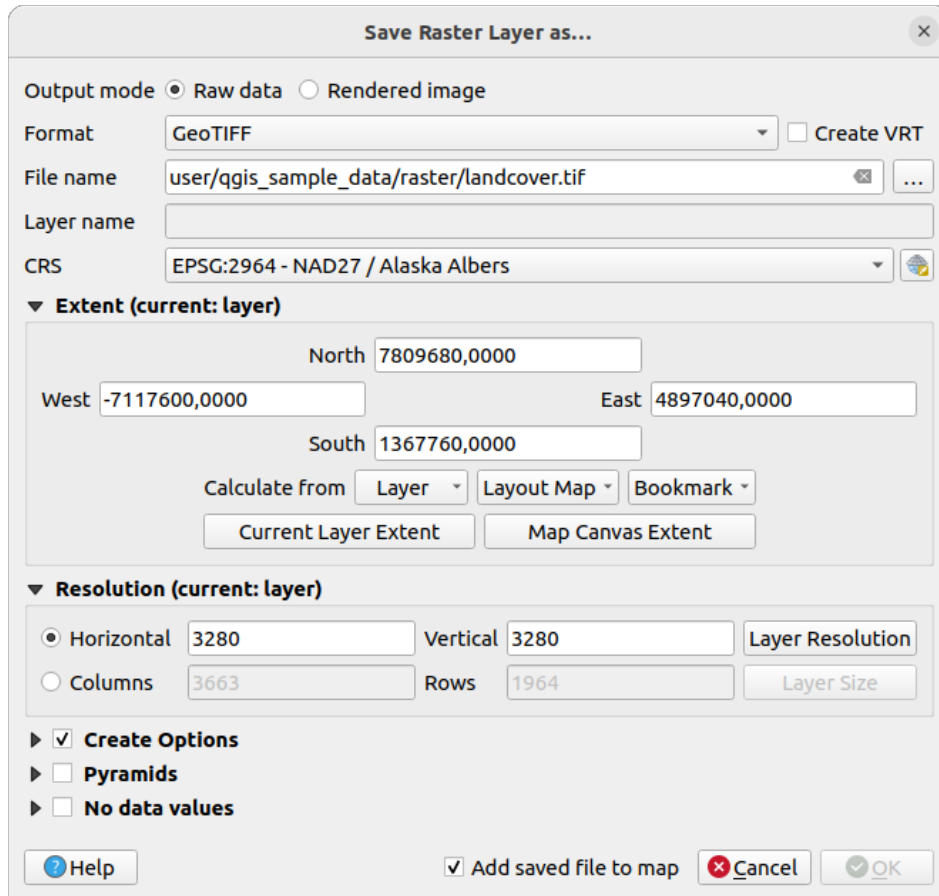 Save Raster Layer as…
Output mode Raw data Rendered image
Format GeoTIFF Create VRT
File name user/qgis_sample_data/raster/landcover.tif ...
Layer name
CRS EPSG:2964 - NAD27 / Alaska Albers
Extent (current: layer)
North 7809680,0000
West -7117600,0000 East 4897040,0000
South 1367760,0000
Calculate from Layer Layout Map Bookmark
Current Layer Extent Map Canvas Extent
Resolution (current: layer)
Horizontal 3280 Vertical 3280 Layer Resolution
Columns 3663 Rows 1964 Layer Size
Create Options
Pyramids
No data values
Help Add saved file to map Cancel OK